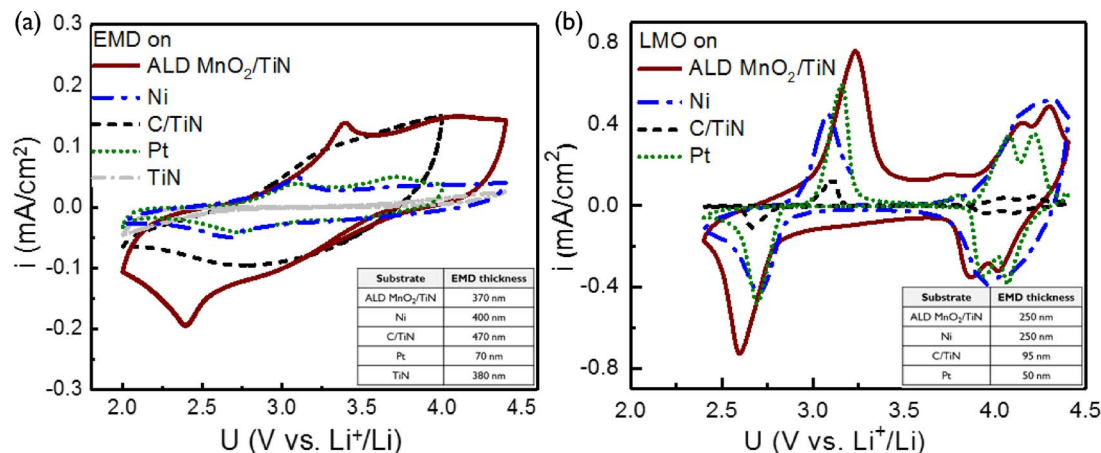 (a)
0.3
0.2
0.1
0.0
-0.1
-0.2
-0.3
i (mA/cm²)
EMD on
ALD MnO₂/TiN
Ni
C/TiN
Pt
TiN
Substrate EMD thickness
ALD MnO₂/TiN 370 nm
Ni 400 nm
C/TiN 470 nm
Pt 70 nm
TiN 380 nm
2.0 2.5 3.0 3.5 4.0 4.5
U (V vs. Li⁺/Li)
(b)
0.8
0.4
0.0
-0.4
-0.8
i (mA/cm²)
LMO on
ALD MnO₂/TiN
Ni
C/TiN
Pt
Substrate EMD thickness
ALD MnO₂/TiN 250 nm
Ni 250 nm
C/TiN 95 nm
Pt 50 nm
2.0 2.5 3.0 3.5 4.0 4.5
U (V vs. Li⁺/Li)